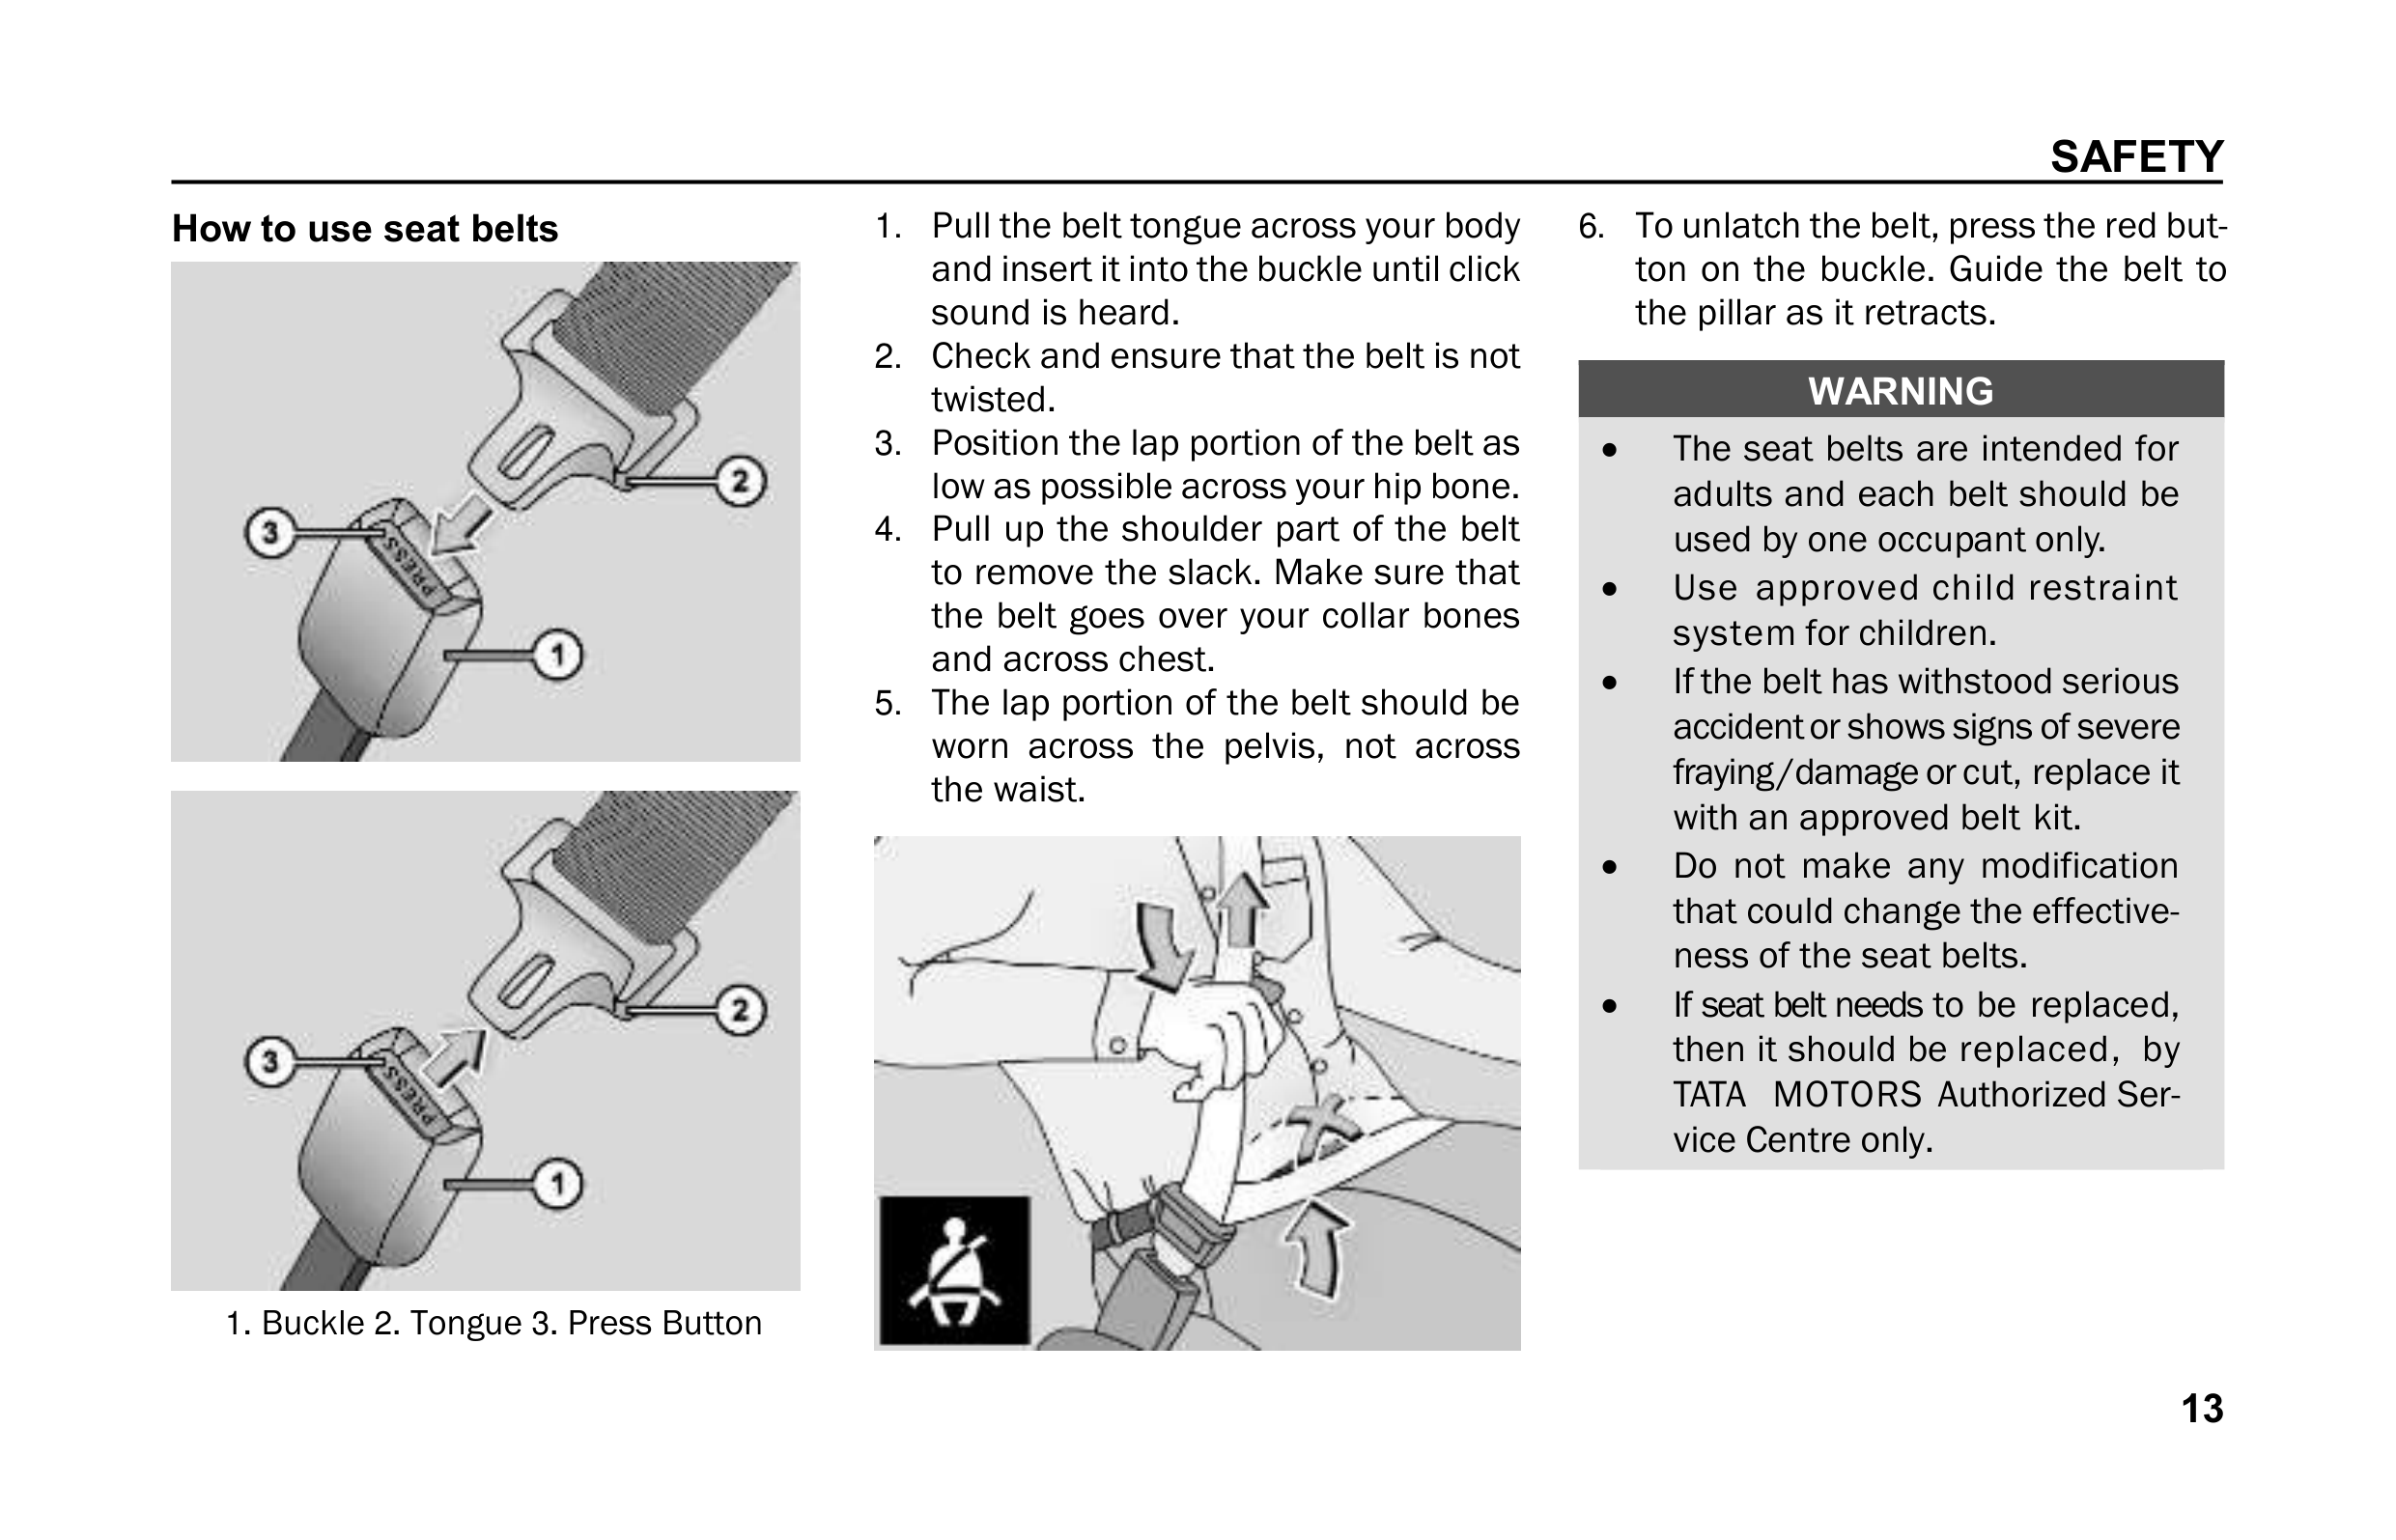 SAFETY
How to use seat belts
3
2
PRESS
1
3
2
PRESS
1
1. Buckle 2. Tongue 3. Press Button
1. Pull the belt tongue across your body
and insert it into the buckle until click
sound is heard.
2. Check and ensure that the belt is not
twisted.
3. Position the lap portion of the belt as
low as possible across your hip bone.
4. Pull up the shoulder part of the belt
to remove the slack. Make sure that
the belt goes over your collar bones
and across chest.
5. The lap portion of the belt should be
worn across the pelvis, not across
the waist.
6. To unlatch the belt, press the red but-
ton on the buckle. Guide the belt to
the pillar as it retracts.
WARNING
• The seat belts are intended for
adults and each belt should be
used by one occupant only.
• Use approved child restraint
system for children.
• If the belt has withstood serious
accident or shows signs of severe
fraying/damage or cut, replace it
with an approved belt kit.
• Do not make any modification
that could change the effective-
ness of the seat belts.
• If seat belt needs to be replaced,
then it should be replaced, by
TATA MOTORS Authorized Ser-
vice Centre only.
13